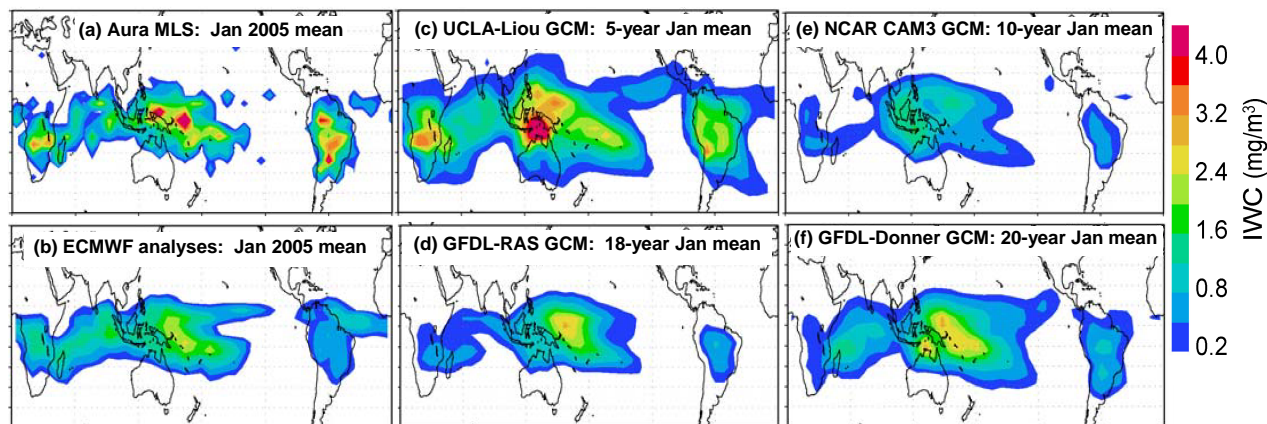 (a) Aura MLS: Jan 2005 mean
(c) UCLA-Liou GCM: 5-year Jan mean
(e) NCAR CAM3 GCM: 10-year Jan mean
(b) ECMWF analyses: Jan 2005 mean
(d) GFDL-RAS GCM: 18-year Jan mean
(f) GFDL-Donner GCM: 20-year Jan mean
4.0
3.2
2.4
1.6
0.8
0.2
IWC (mg/m³)